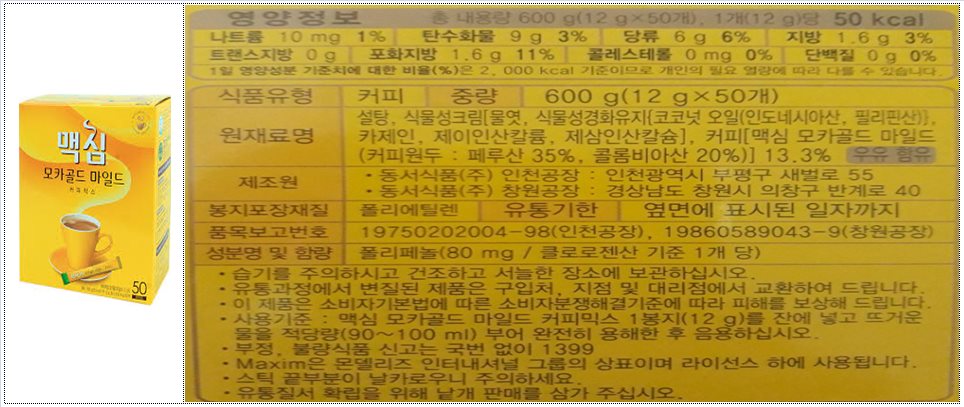 맥심
모카골드 마일드
커피믹스
50
영양정보 총 내용량 600 g(12 g×50개), 1개(12 g)당 50 kcal
나트륨 10 mg 1% 탄수화물 9 g 3% 당류 6 g 6% 지방 1.6 g 3%
트랜스지방 0 g 포화지방 1.6 g 11% 콜레스테롤 0 mg 0% 단백질 0 g 0%
1일 영양성분 기준치에 대한 비율(%)은 2, 000 kcal 기준이므로 개인의 필요 열량에 따라 다를 수 있습니다.
식품유형 커피 중량 600 g(12 g×50개)
원재료명 설탕, 식물성크림[물엿, 식물성경화유지{코코넛 오일(인도네시아산, 필리핀산)},
카제인, 제이인산칼륨, 제삼인산칼슘], 커피[맥심 모카골드 마일드
(커피원두 : 페루산 35%, 콜롬비아산 20%)] 13.3% 우유 함유
제조원 •동서식품(주) 인천공장 : 인천광역시 부평구 새벌로 55
•동서식품(주) 창원공장 : 경상남도 창원시 의창구 반계로 40
봉지포장재질 폴리에틸렌 유통기한 옆면에 표시된 일자까지
품목보고번호 19750202004-98(인천공장), 19860589043-9(창원공장)
성분명 및 함량 폴리페놀(80 mg / 클로로겐산 기준 1개 당)
•습기를 주의하시고 건조하고 서늘한 장소에 보관하십시오.
•유통과정에서 변질된 제품은 구입처, 지점 및 대리점에서 교환하여 드립니다.
•이 제품은 소비자기본법에 따른 소비자분쟁해결기준에 따라 피해를 보상해 드립니다.
•사용기준 : 맥심 모카골드 마일드 커피믹스 1봉지(12 g)를 잔에 넣고 뜨거운
물을 적당량(90~100 ml) 부어 완전히 용해한 후 음용하십시오.
•부정, 불량식품 신고는 국번 없이 1399
•Maxim은 몬델리즈 인터내셔널 그룹의 상표이며 라이선스 하에 사용됩니다.
•스틱 끝부분이 날카로우니 주의하세요.
•유통질서 확립을 위해 낱개 판매를 삼가 주십시오.